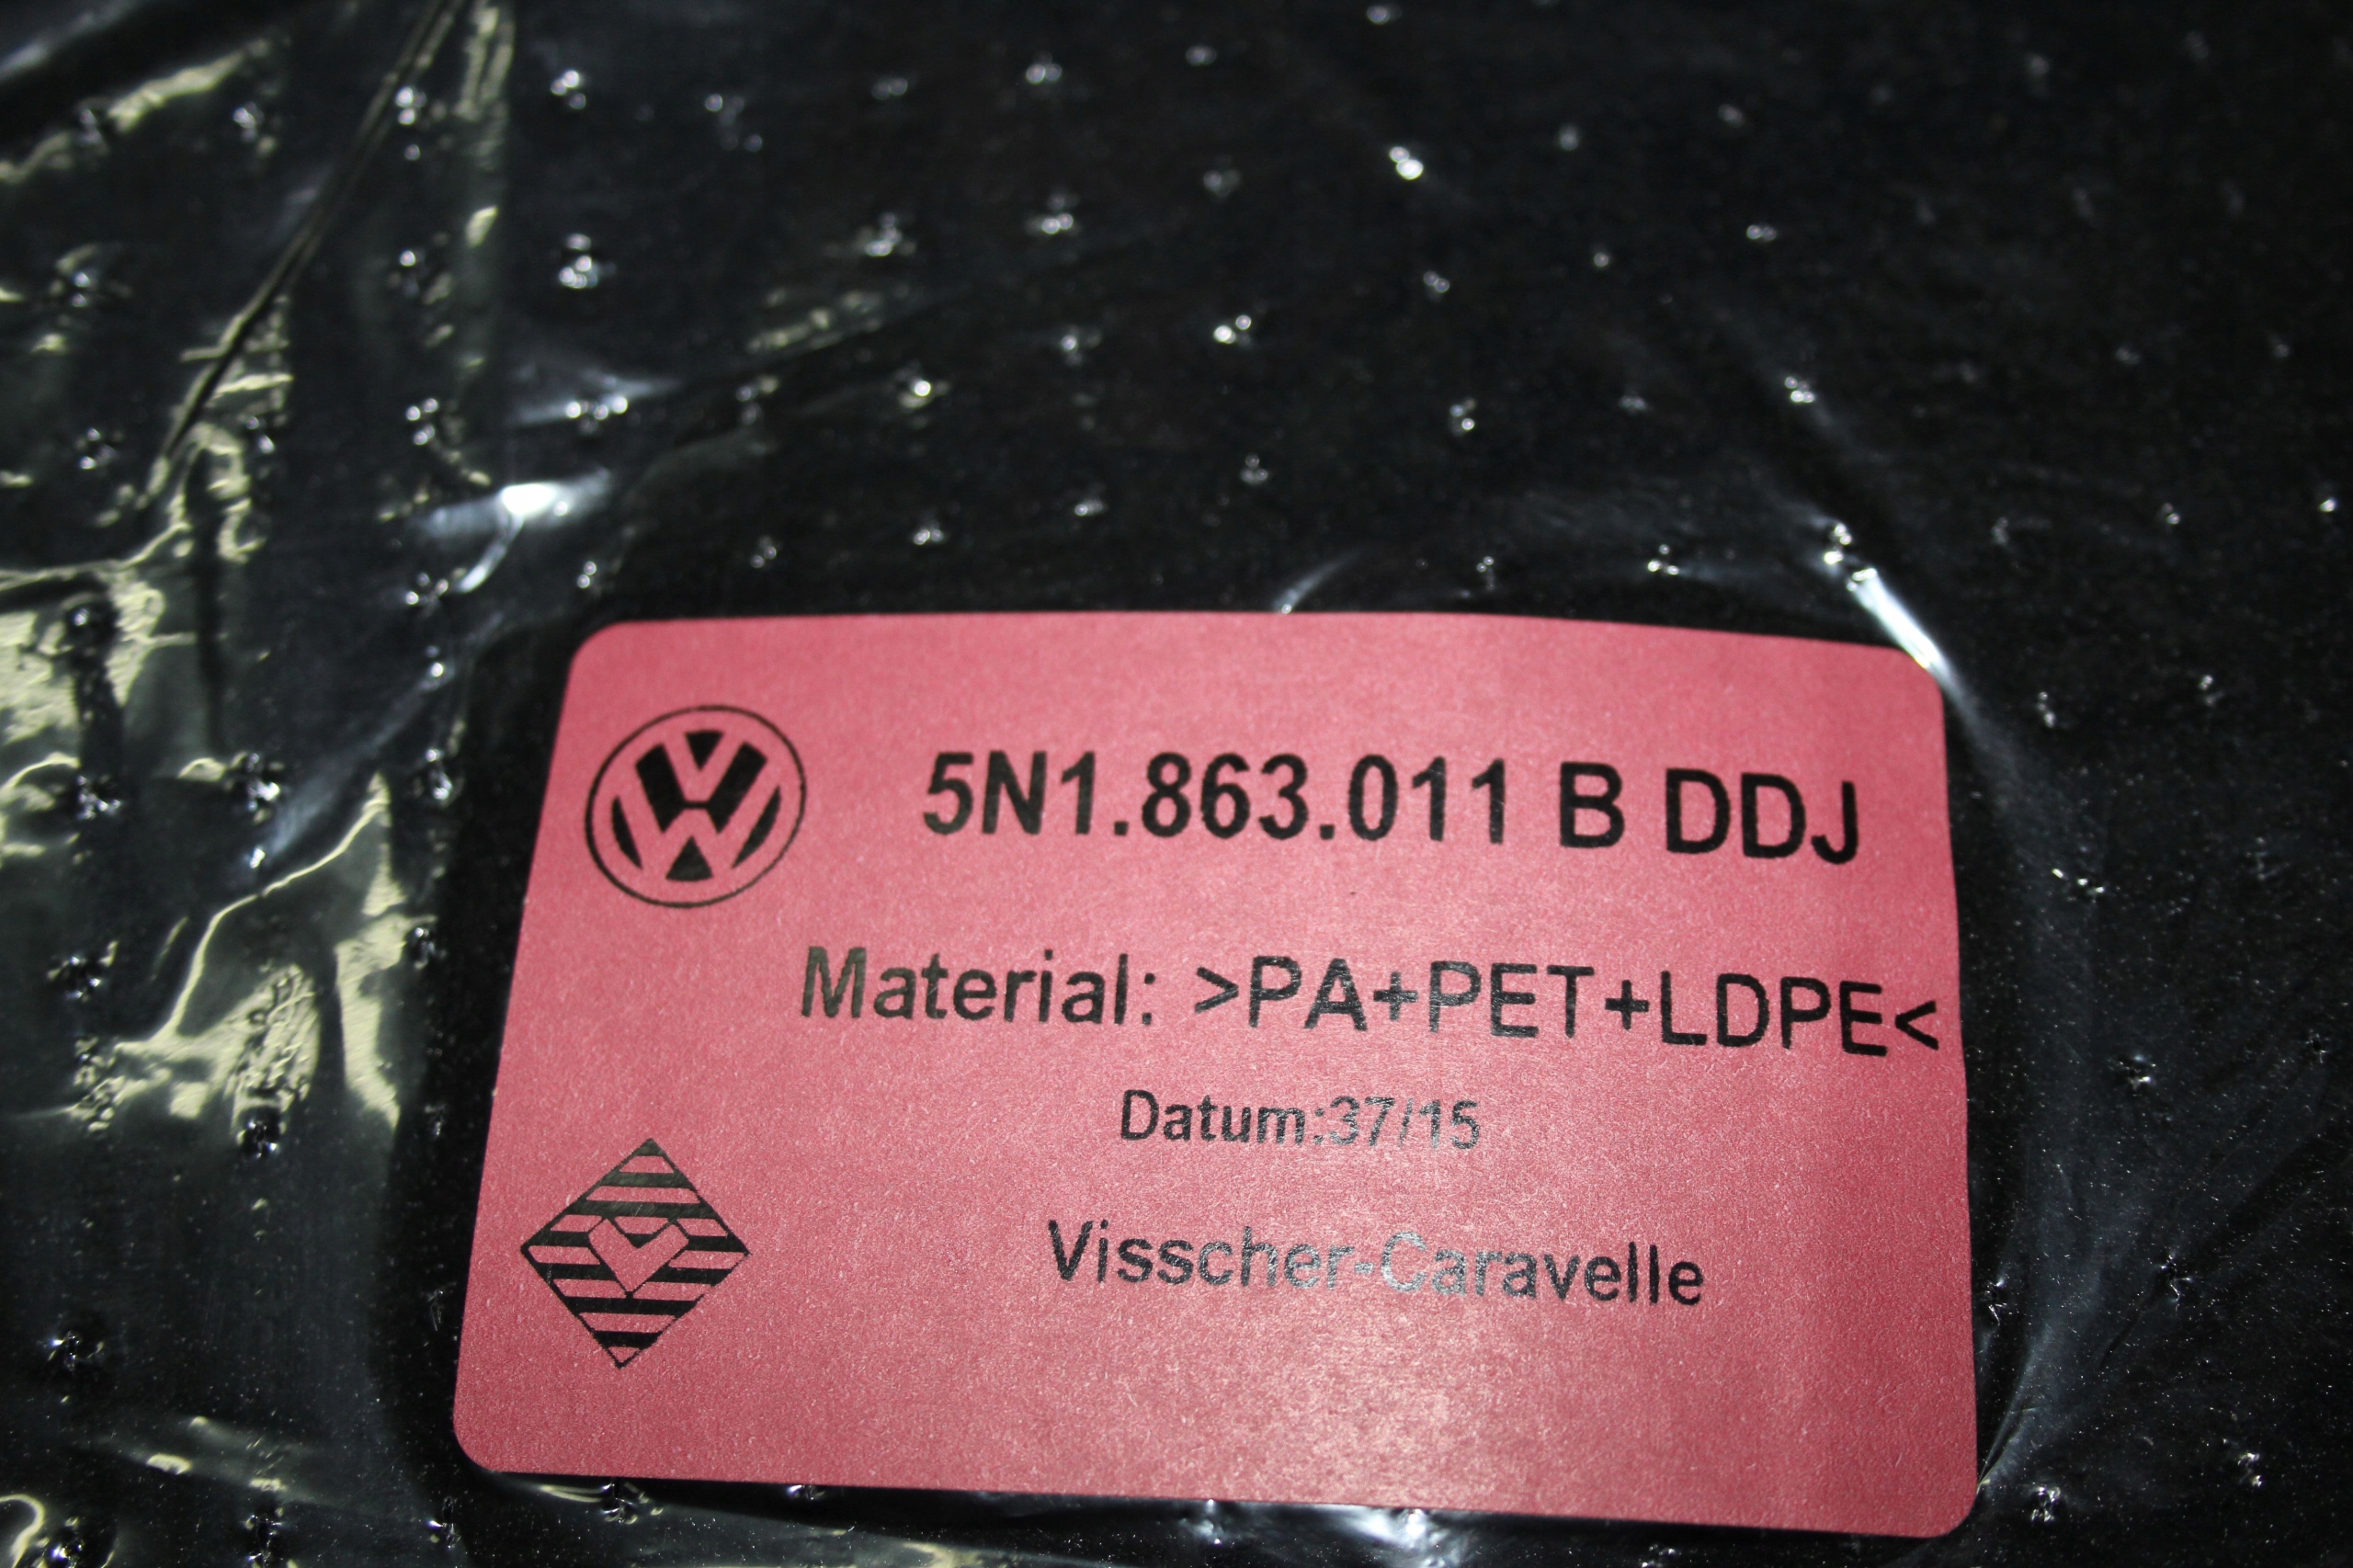 5N1.863.011 B DDJ
Material: >PA+PET+LDPE<
Datum:37/15
Visscher-Caravelle